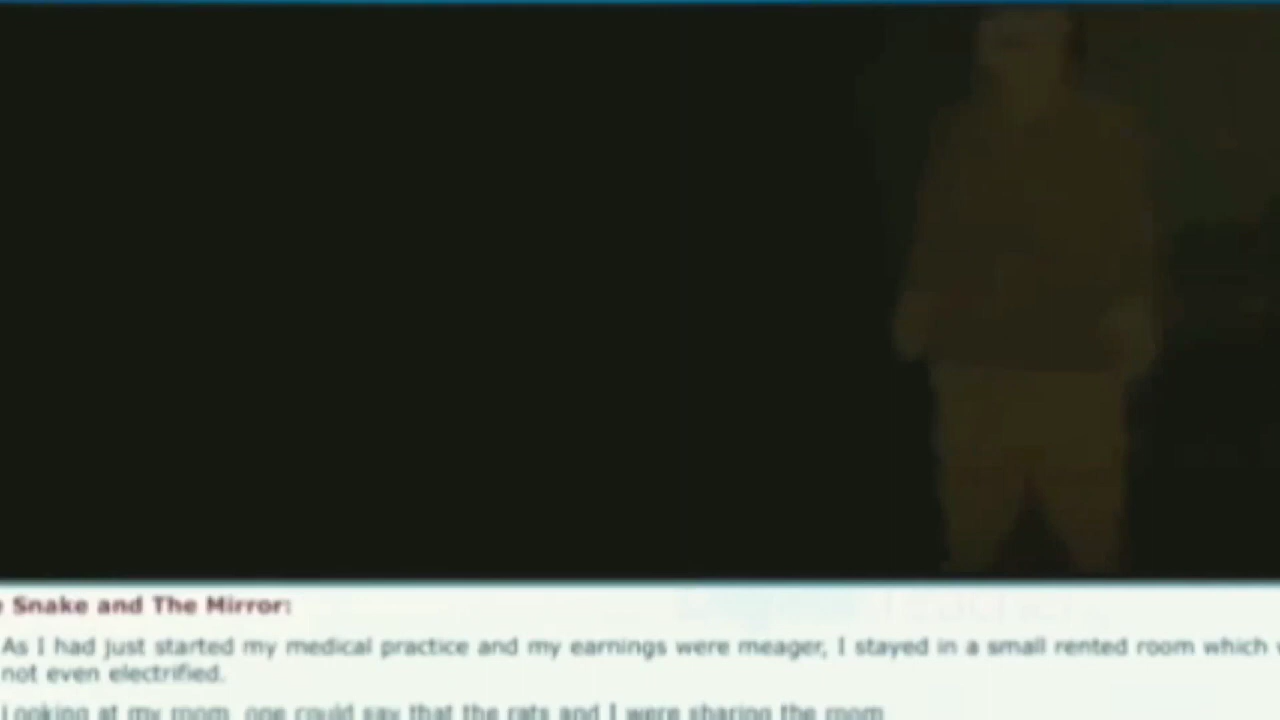 Snake and The Mirror:
As I had just started my medical practice and my earnings were meager, I stayed in a small rented room which
not even electrified.
Looking at my room, one could say that the rats and I were sharing the room